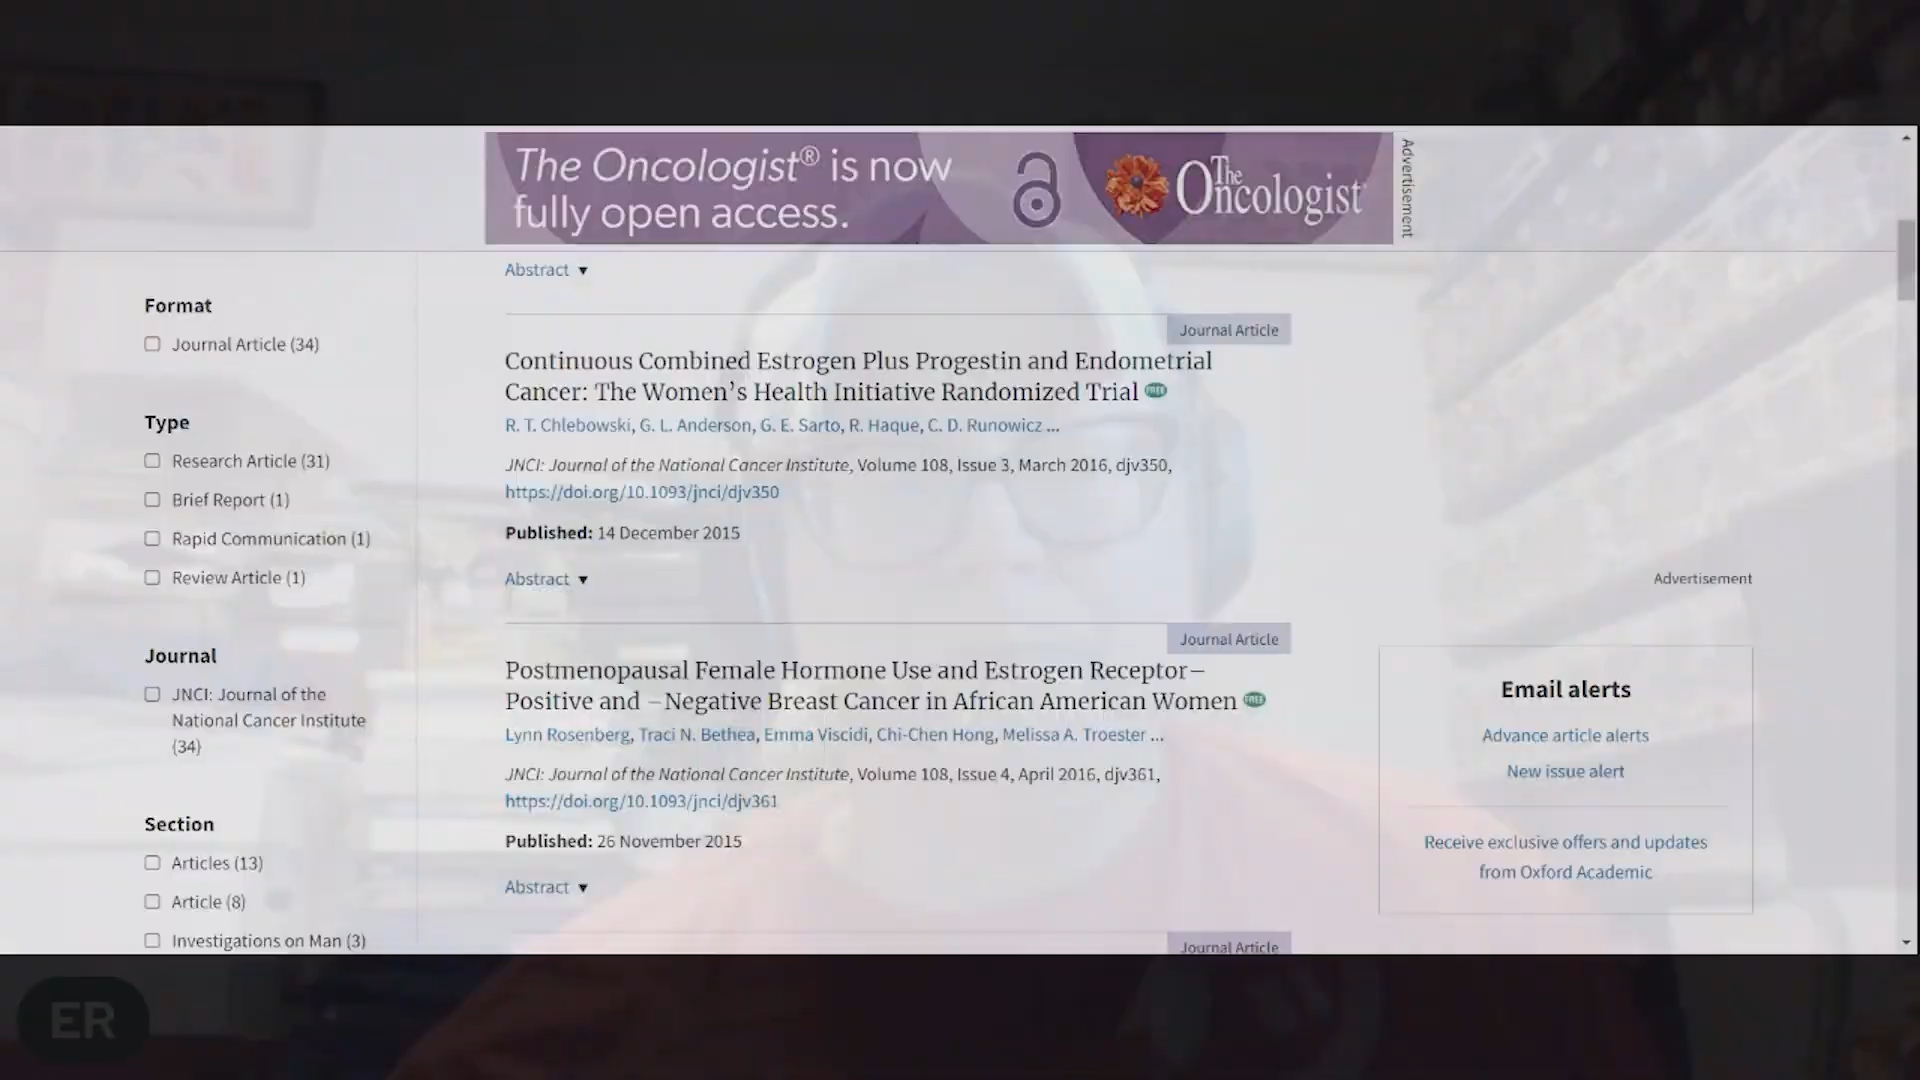 The Oncologist® is now
fully open access.
The
Oncologist
Advertisement
Format
Journal Article (34)
Type
Research Article (31)
Brief Report (1)
Rapid Communication (1)
Review Article (1)
Journal
JNCI: Journal of the
National Cancer Institute
(34)
Section
Articles (13)
Article (8)
Investigations on Man (3)
Abstract ▼
Journal Article
Continuous Combined Estrogen Plus Progestin and Endometrial
Cancer: The Women’s Health Initiative Randomized Trial FREE
R. T. Chlebowski, G. L. Anderson, G. E. Sarto, R. Haque, C. D. Runowicz ...
JNCI: Journal of the National Cancer Institute, Volume 108, Issue 3, March 2016, djv350,
https://doi.org/10.1093/jnci/djv350
Published: 14 December 2015
Abstract ▼
Journal Article
Postmenopausal Female Hormone Use and Estrogen Receptor–
Positive and –Negative Breast Cancer in African American Women FREE
Lynn Rosenberg, Traci N. Bethea, Emma Viscidi, Chi-Chen Hong, Melissa A. Troester ...
JNCI: Journal of the National Cancer Institute, Volume 108, Issue 4, April 2016, djv361,
https://doi.org/10.1093/jnci/djv361
Published: 26 November 2015
Abstract ▼
Journal Article
Advertisement
Email alerts
Advance article alerts
New issue alert
Receive exclusive offers and updates
from Oxford Academic
ER